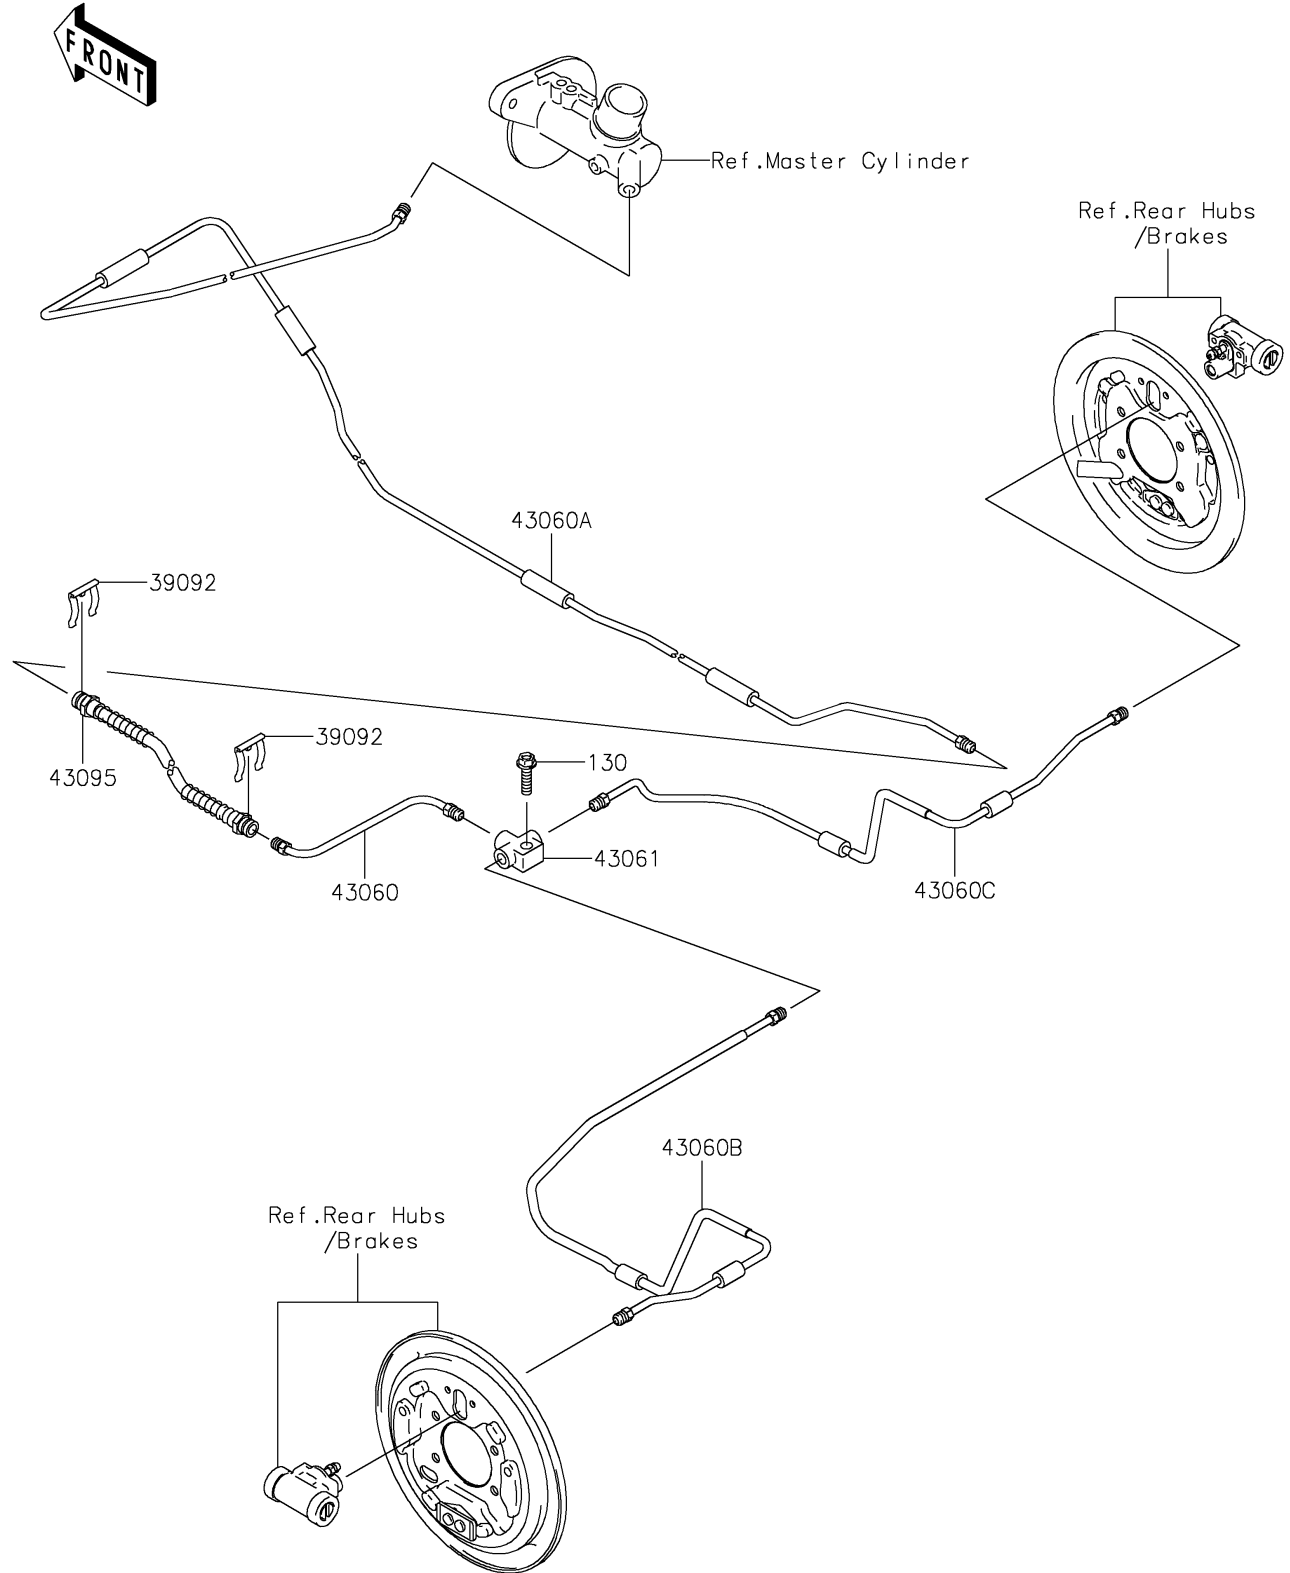 FRONT
Ref.Master Cylinder
Ref.Rear Hubs
/Brakes
43060A
39092
39092
43095
130
43061
43060
43060C
43060B
Ref.Rear Hubs
/Brakes